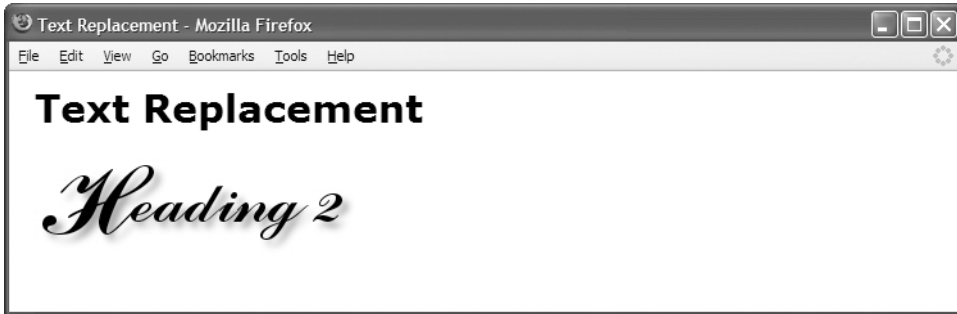 Text Replacement - Mozilla Firefox
File Edit View Go Bookmarks Tools Help
Text Replacement
Heading 2